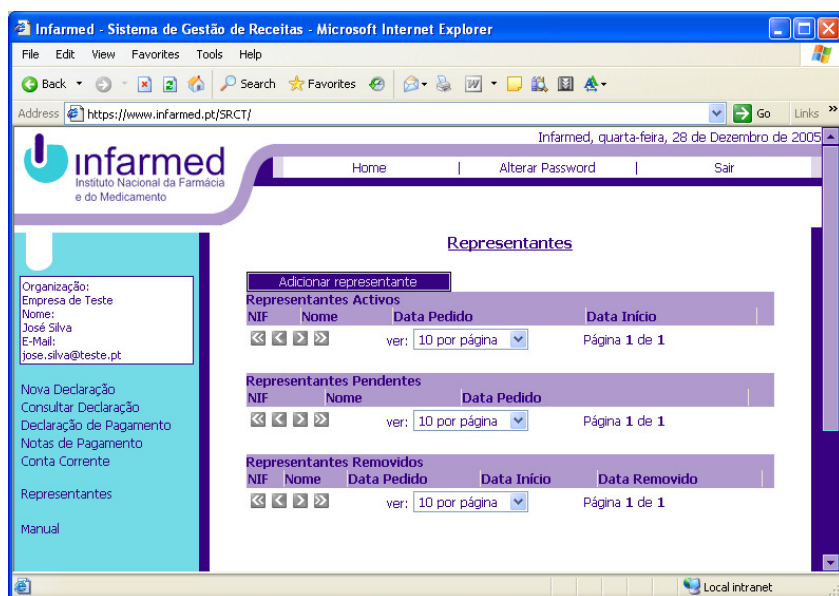 Infarmed - Sistema de Gestão de Receitas - Microsoft Internet Explorer
File Edit View Favorites Tools Help
Back Search Favorites
Address https://www.infarmed.pt/SRCT/ Go Links »
Infarmed, quarta-feira, 28 de Dezembro de 2005
infarmed
Instituto Nacional da Farmácia
e do Medicamento
Home | Alterar Password | Sair
Organização:
Empresa de Teste
Nome:
José Silva
E-Mail:
jose.silva@teste.pt
Nova Declaração
Consultar Declaração
Declaração de Pagamento
Notas de Pagamento
Conta Corrente
Representantes
Manual
Representantes
Adicionar representante
Representantes Activos
NIF Nome Data Pedido Data Início
ver: 10 por página Página 1 de 1
Representantes Pendentes
NIF Nome Data Pedido
ver: 10 por página Página 1 de 1
Representantes Removidos
NIF Nome Data Pedido Data Início Data Removido
ver: 10 por página Página 1 de 1
Local intranet